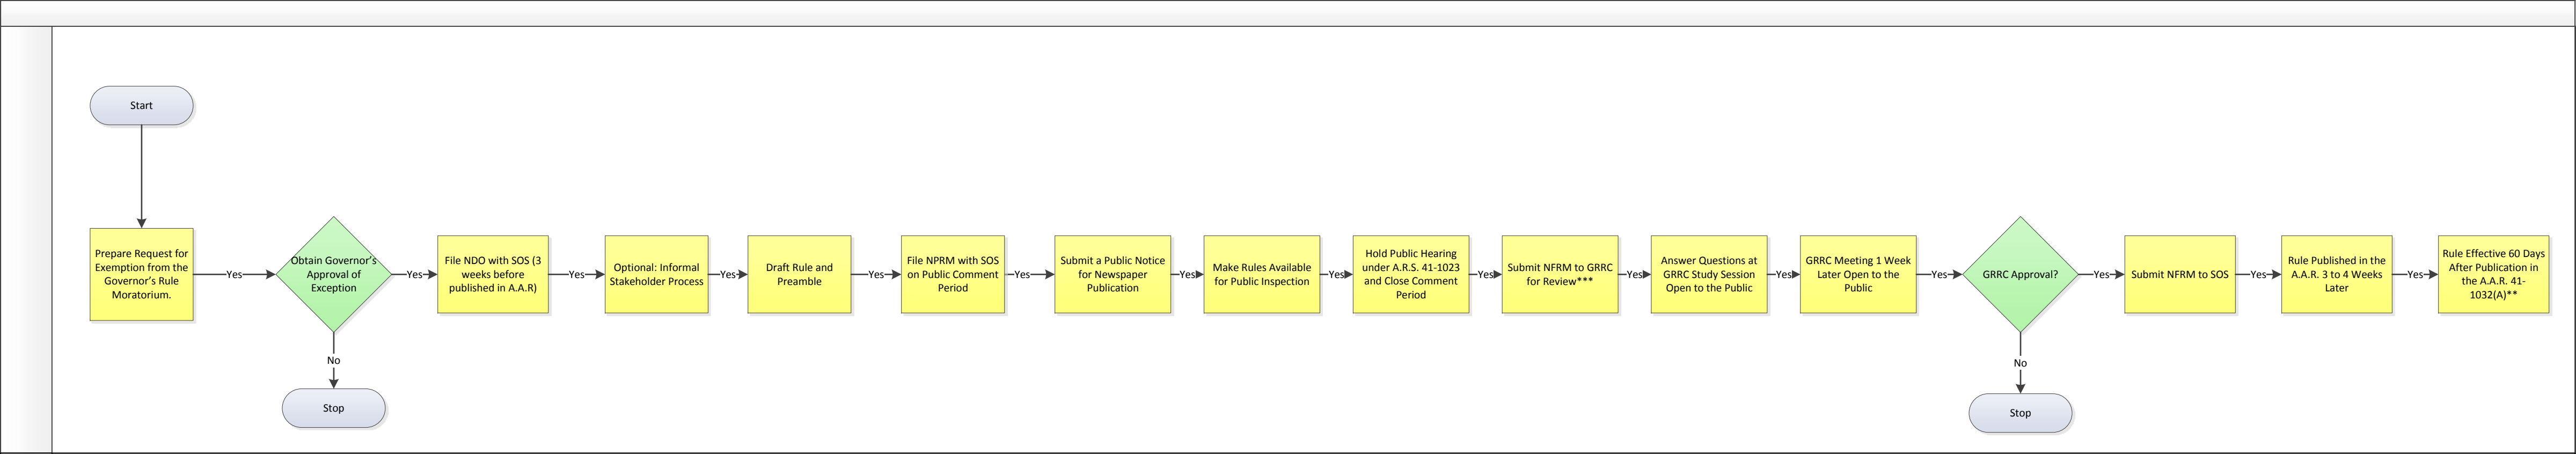 Start
Prepare Request for
Exemption from the
Governor's Rule
Moratorium.
Yes
Obtain Governor's
Approval of
Exception
No
Stop
Yes
File NDO with SOS (3
weeks before
published in A.A.R)
Yes
Optional: Informal
Stakeholder Process
Yes
Draft Rule and
Preamble
Yes
File NPRM with SOS
on Public Comment
Period
Yes
Submit a Public Notice
for Newspaper
Publication
Yes
Make Rules Available
for Public Inspection
Yes
Hold Public Hearing
under A.R.S. 41-1023
and Close Comment
Period
Yes
Submit NFRM to GRRC
for Review***
Yes
Answer Questions at
GRRC Study Session
Open to the Public
Yes
GRRC Meeting 1 Week
Later Open to the
Public
Yes
GRRC Approval?
No
Stop
Yes
Submit NFRM to SOS
Yes
Rule Published in the
A.A.R. 3 to 4 Weeks
Later
Yes
Rule Effective 60 Days
After Publication in
the A.A.R. 41-
1032(A)**